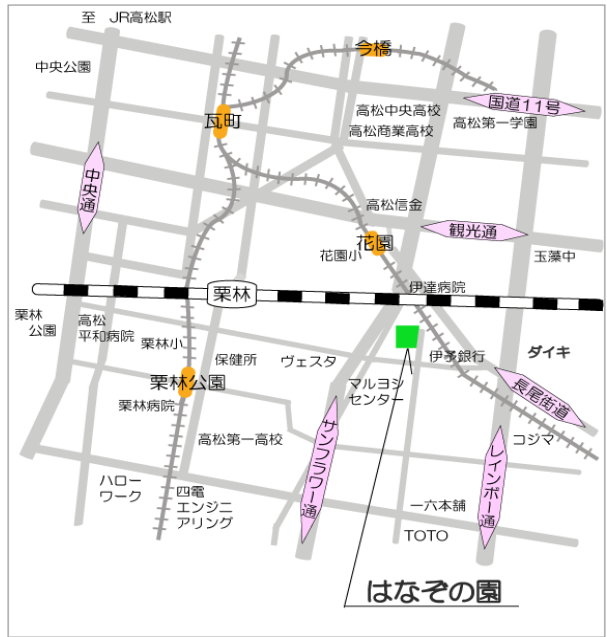 至 JR高松駅
今橋
中央公園
国道11号
高松中央高校
高松商業高校
高松第一学園
瓦町
中央通
高松信金
観光通
花園
花園小
玉藻中
伊達病院
栗林
栗林
公園
高松
平和病院
栗林小
保健所
ヴェスタ
伊予銀行
ダイキ
栗林公園
マルヨシ
センター
長尾街道
栗林病院
サンフラワー通
高松第一高校
コジマ
レインボー通
ハロー
ワーク
四電
エンジニ
アリング
一六本舗
TOTO
はなぞの園